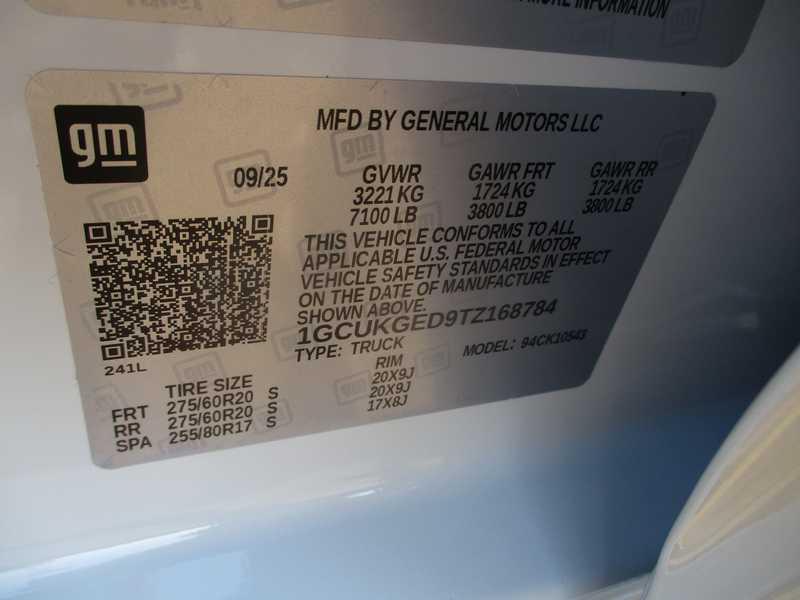 MORE INFORMATION
gm
MFD BY GENERAL MOTORS LLC
09/25
GVWR GAWR FRT GAWR RR
3221 KG 1724 KG 1724 KG
7100 LB 3800 LB 3800 LB
THIS VEHICLE CONFORMS TO ALL
APPLICABLE U.S. FEDERAL MOTOR
VEHICLE SAFETY STANDARDS IN EFFECT
ON THE DATE OF MANUFACTURE
SHOWN ABOVE.
1GCUKGED9TZ168784
TYPE: TRUCK MODEL: 94CK10543
241L
TIRE SIZE RIM
FRT 275/60R20 S 20X9J
RR 275/60R20 S 20X9J
SPA 255/80R17 S 17X8J